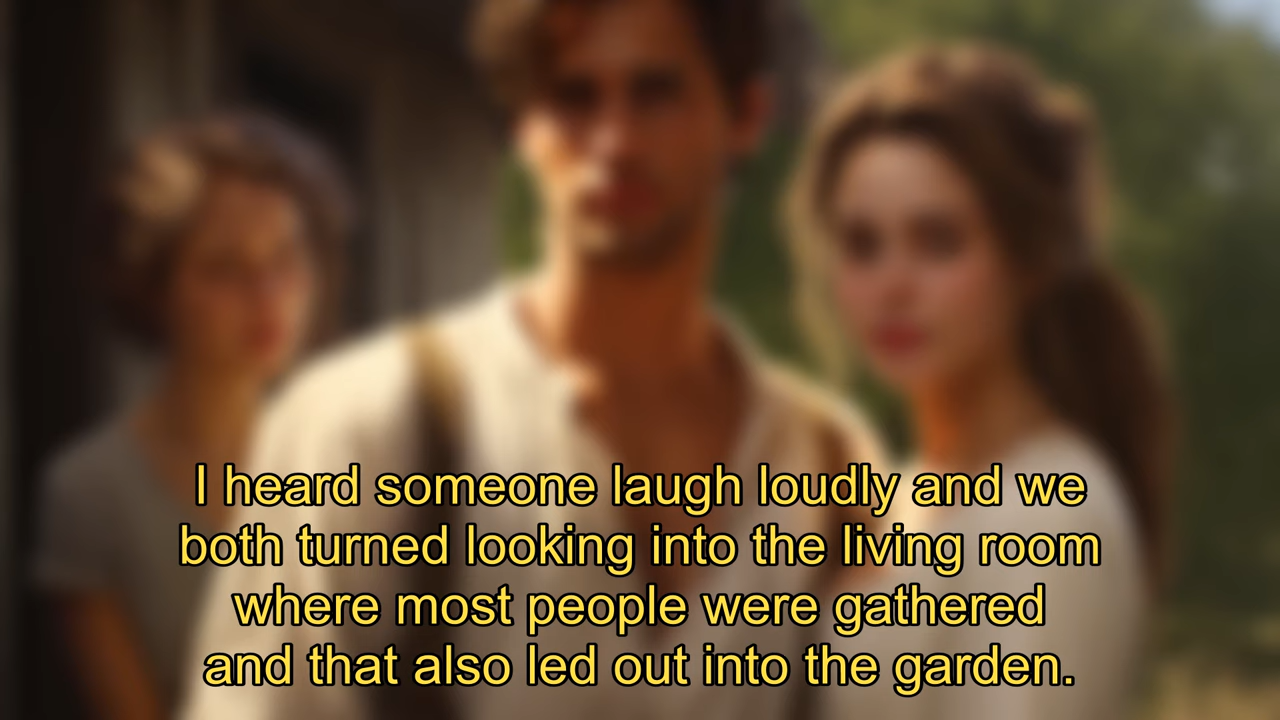 I heard someone laugh loudly and we
both turned looking into the living room
where most people were gathered
and that also led out into the garden.